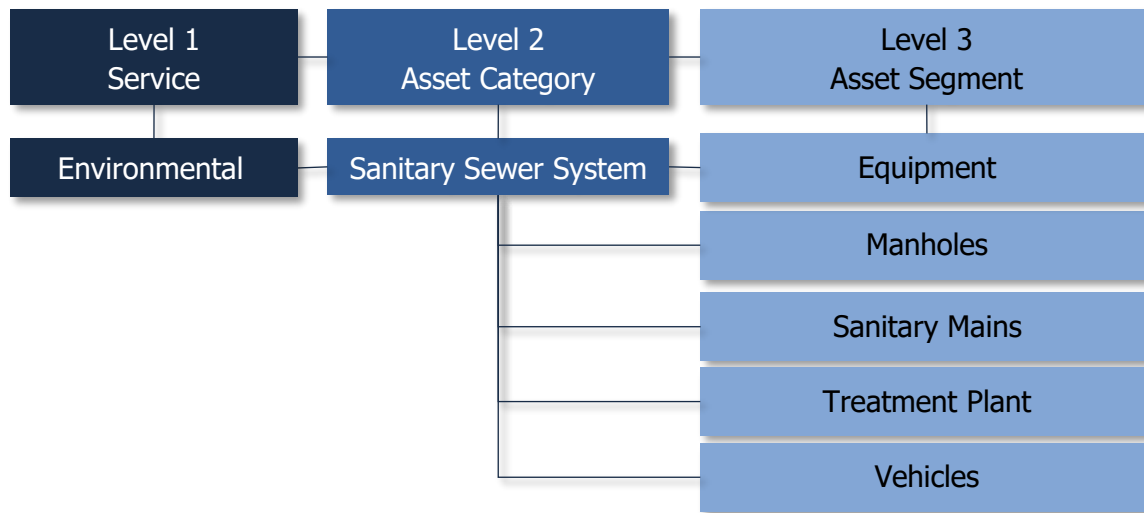 Level 1
Service
Level 2
Asset Category
Level 3
Asset Segment
Environmental
Sanitary Sewer System
Equipment
Manholes
Sanitary Mains
Treatment Plant
Vehicles